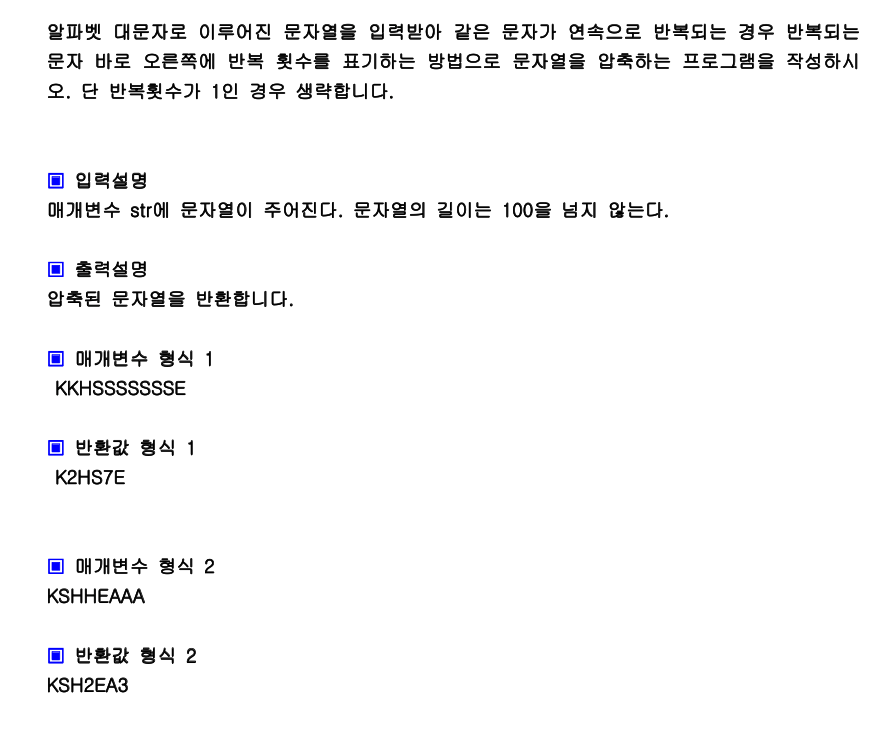 알파벳 대문자로 이루어진 문자열을 입력받아 같은 문자가 연속으로 반복되는 경우 반복되는
문자 바로 오른쪽에 반복 횟수를 표기하는 방법으로 문자열을 압축하는 프로그램을 작성하시
오. 단 반복횟수가 1인 경우 생략합니다.
▣ 입력설명
매개변수 str에 문자열이 주어진다. 문자열의 길이는 100을 넘지 않는다.
▣ 출력설명
압축된 문자열을 반환합니다.
▣ 매개변수 형식 1
KKHSSSSSSSE
▣ 반환값 형식 1
K2HS7E
▣ 매개변수 형식 2
KSHHEAAA
▣ 반환값 형식 2
KSH2EA3